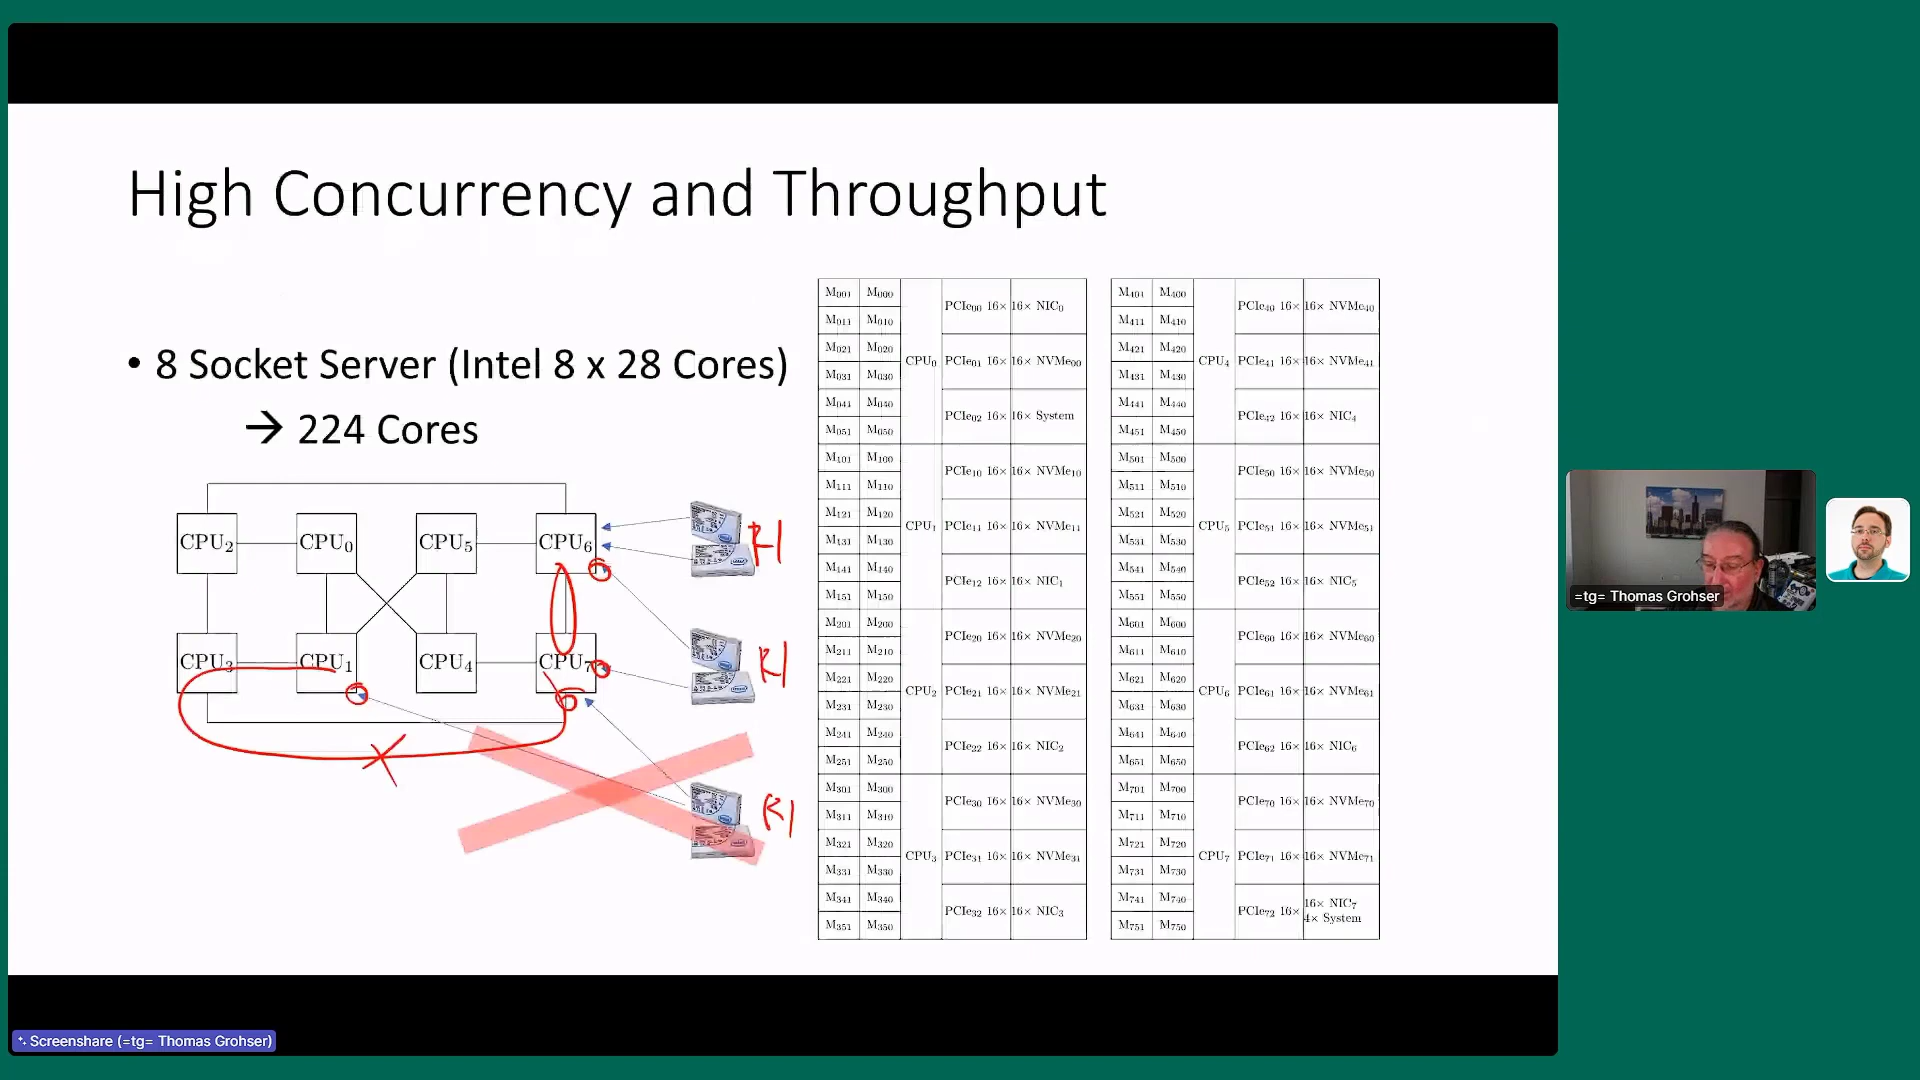 High Concurrency and Throughput
• 8 Socket Server (Intel 8 x 28 Cores)
→ 224 Cores
CPU₂ CPU₀ CPU₅ CPU₆
CPU₃ CPU₁ CPU₄ CPU₇
R1
R1
R1
M₀₀₁ M₀₀₀
M₀₁₁ M₀₁₀
PCIe₀₀ 16× 16× NIC₀
M₀₂₁ M₀₂₀
M₀₃₁ M₀₃₀
CPU₀ PCIe₀₁ 16× 16× NVMe₀₀
M₀₄₁ M₀₄₀
M₀₅₁ M₀₅₀
PCIe₀₂ 16× 16× System
M₁₀₁ M₁₀₀
M₁₁₁ M₁₁₀
PCIe₁₀ 16× 16× NVMe₁₀
M₁₂₁ M₁₂₀
M₁₃₁ M₁₃₀
CPU₁ PCIe₁₁ 16× 16× NVMe₁₁
M₁₄₁ M₁₄₀
M₁₅₁ M₁₅₀
PCIe₁₂ 16× 16× NIC₁
M₂₀₁ M₂₀₀
M₂₁₁ M₂₁₀
PCIe₂₀ 16× 16× NVMe₂₀
M₂₂₁ M₂₂₀
M₂₃₁ M₂₃₀
CPU₂ PCIe₂₁ 16× 16× NVMe₂₁
M₂₄₁ M₂₄₀
M₂₅₁ M₂₅₀
PCIe₂₂ 16× 16× NIC₂
M₃₀₁ M₃₀₀
M₃₁₁ M₃₁₀
PCIe₃₀ 16× 16× NVMe₃₀
M₃₂₁ M₃₂₀
M₃₃₁ M₃₃₀
CPU₃ PCIe₃₁ 16× 16× NVMe₃₁
M₃₄₁ M₃₄₀
M₃₅₁ M₃₅₀
PCIe₃₂ 16× 16× NIC₃
M₄₀₁ M₄₀₀
M₄₁₁ M₄₁₀
PCIe₄₀ 16× 16× NVMe₄₀
M₄₂₁ M₄₂₀
M₄₃₁ M₄₃₀
CPU₄ PCIe₄₁ 16× 16× NVMe₄₁
M₄₄₁ M₄₄₀
M₄₅₁ M₄₅₀
PCIe₄₂ 16× 16× NIC₄
M₅₀₁ M₅₀₀
M₅₁₁ M₅₁₀
PCIe₅₀ 16× 16× NVMe₅₀
M₅₂₁ M₅₂₀
M₅₃₁ M₅₃₀
CPU₅ PCIe₅₁ 16× 16× NVMe₅₁
M₅₄₁ M₅₄₀
M₅₅₁ M₅₅₀
PCIe₅₂ 16× 16× NIC₅
M₆₀₁ M₆₀₀
M₆₁₁ M₆₁₀
PCIe₆₀ 16× 16× NVMe₆₀
M₆₂₁ M₆₂₀
M₆₃₁ M₆₃₀
CPU₆ PCIe₆₁ 16× 16× NVMe₆₁
M₆₄₁ M₆₄₀
M₆₅₁ M₆₅₀
PCIe₆₂ 16× 16× NIC₆
M₇₀₁ M₇₀₀
M₇₁₁ M₇₁₀
PCIe₇₀ 16× 16× NVMe₇₀
M₇₂₁ M₇₂₀
M₇₃₁ M₇₃₀
CPU₇ PCIe₇₁ 16× 16× NVMe₇₁
M₇₄₁ M₇₄₀
M₇₅₁ M₇₅₀
PCIe₇₂ 16× 16× NIC₇
4× System
=tg= Thomas Grohser
Screenshare (=tg= Thomas Grohser)